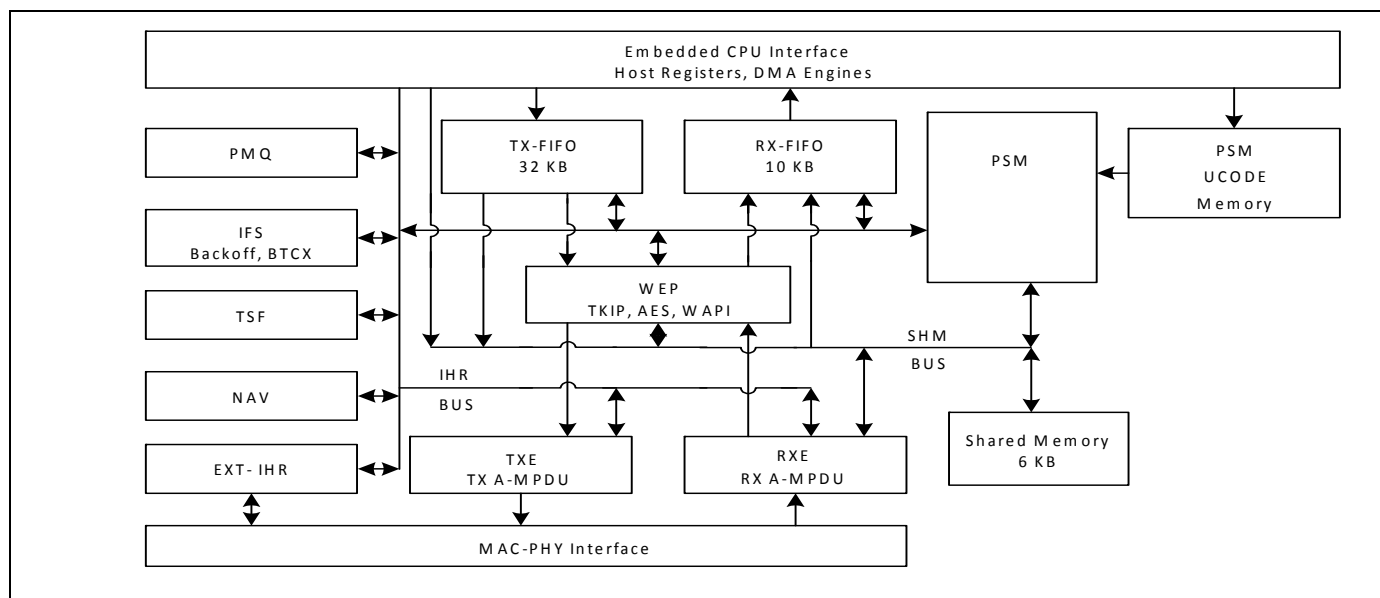 Embedded CPU Interface
Host Registers, DMA Engines
PMQ
TX-FIFO
32 KB
RX-FIFO
10 KB
PSM
PSM
UCODE
Memory
IFS
Backoff, BTCX
WEP
TKIP, AES, WAPI
TSF
SHM
BUS
IHR
BUS
NAV
Shared Memory
6 KB
EXT- IHR
TXE
TX A-MPDU
RXE
RX A-MPDU
MAC-PHY Interface